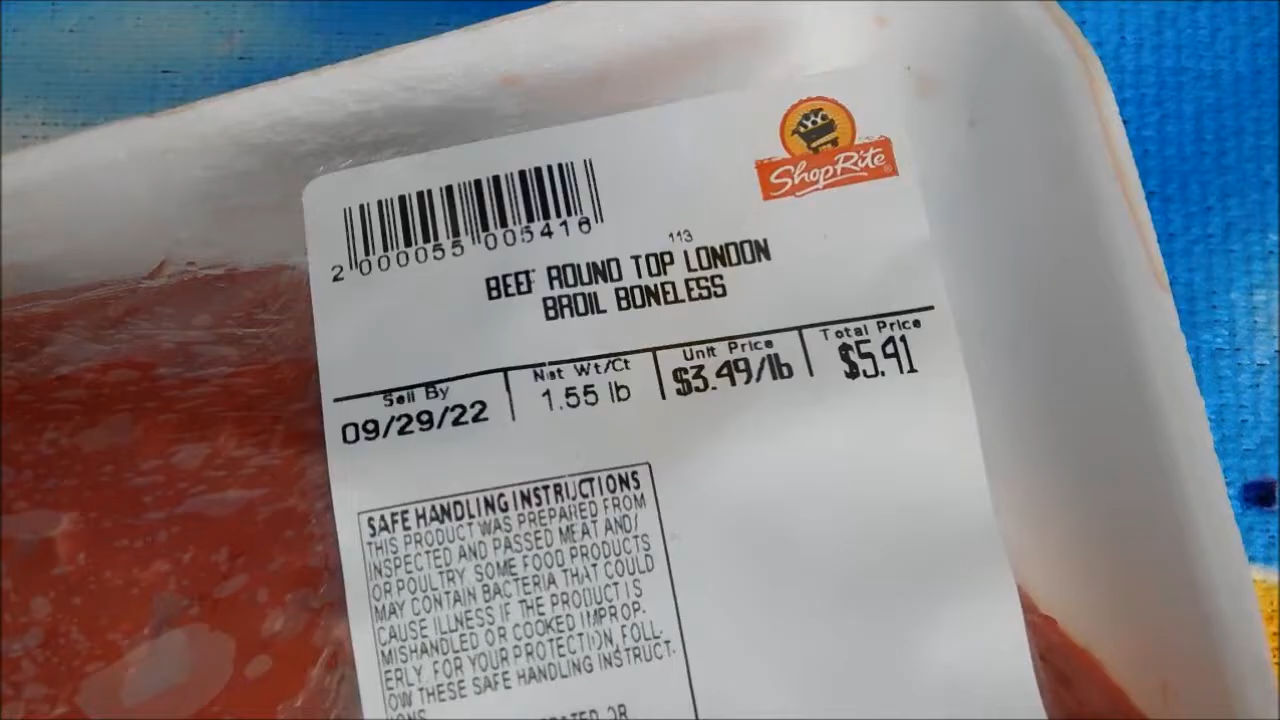 ShopRite
2 000055 005416
113
BEEF ROUND TOP LONDON
BROIL BONELESS
Sell By
09/29/22
Net Wt/Ct
1.55 lb
Unit Price
$3.49/lb
Total Price
$5.41
SAFE HANDLING INSTRUCTIONS
THIS PRODUCT WAS PREPARED FROM
INSPECTED AND PASSED MEAT AND/
OR POULTRY. SOME FOOD PRODUCTS
MAY CONTAIN BACTERIA THAT COULD
CAUSE ILLNESS IF THE PRODUCT IS
MISHANDLED OR COOKED IMPROP-
ERLY. FOR YOUR PROTECTION, FOLL-
OW THESE SAFE HANDLING INSTRUCT-
IONS.
OR